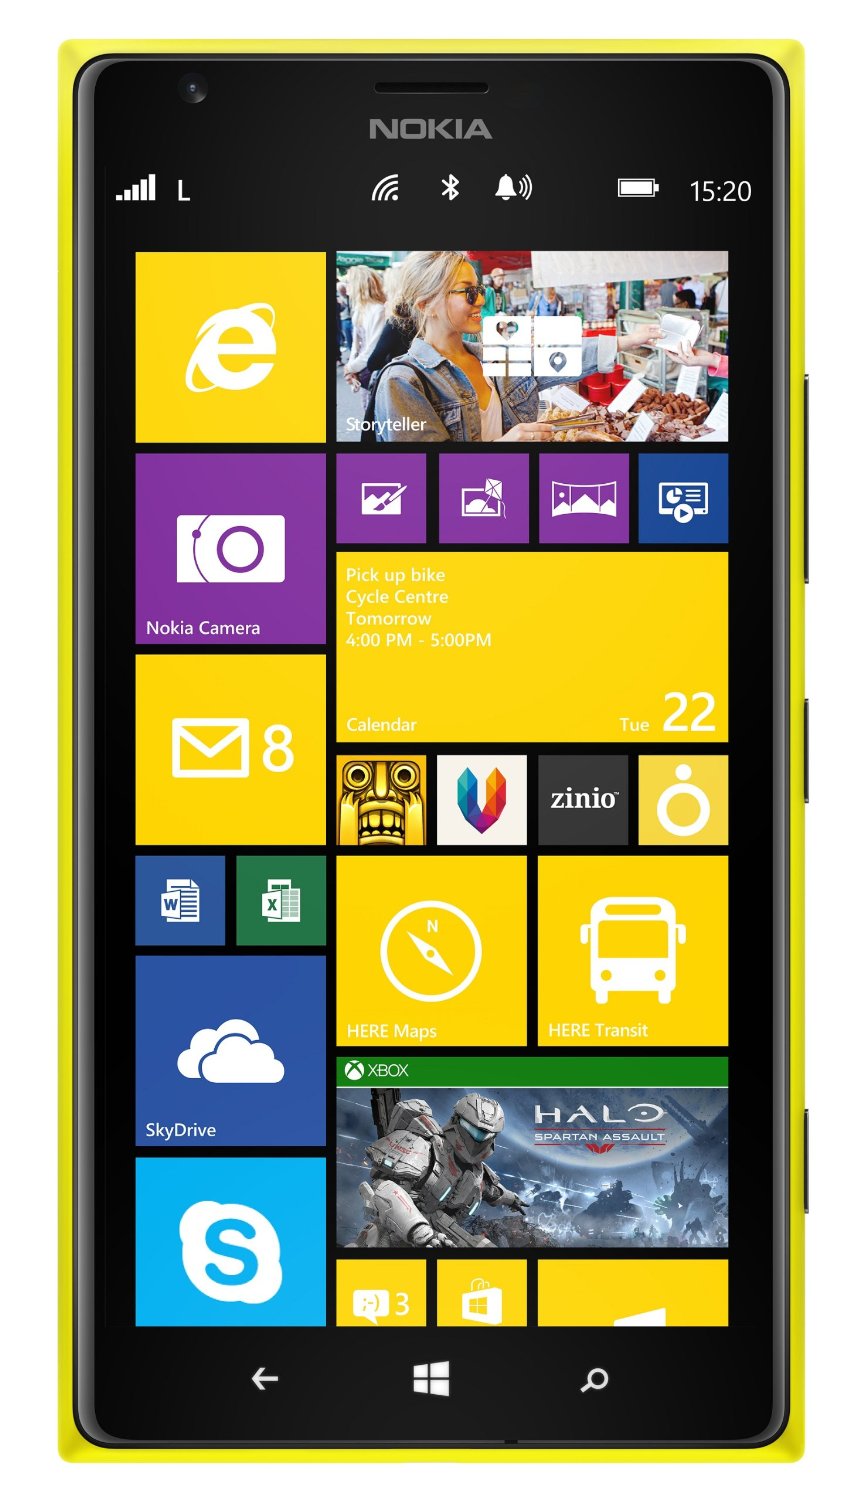 NOKIA
L
15:20
Storyteller
Nokia Camera
Pick up bike
Cycle Centre
Tomorrow
4:00 PM - 5:00PM
Calendar
Tue 22
8
zinio™
W
X
N
HERE Maps
HERE Transit
SkyDrive
XBOX
HALO
SPARTAN ASSAULT
S
3